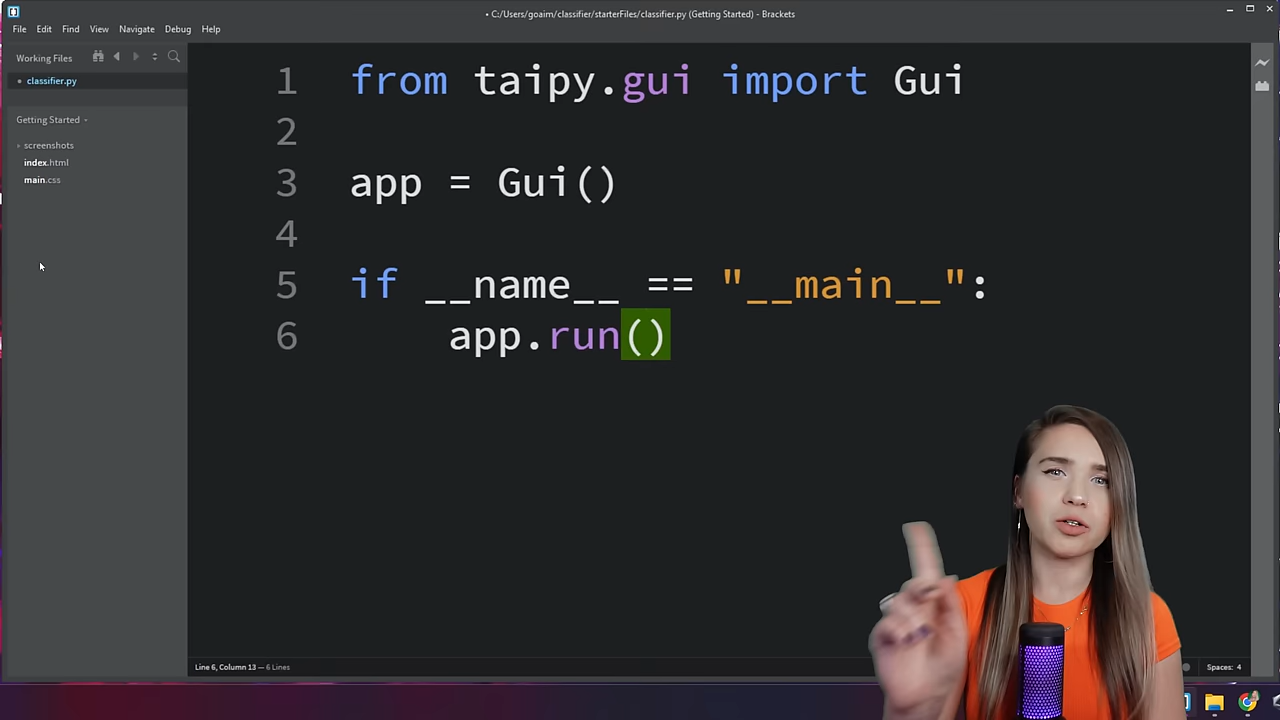 • C:/Users/goaim/classifier/starterFiles/classifier.py (Getting Started) - Brackets
File Edit Find View Navigate Debug Help
Working Files
• classifier.py
Getting Started
screenshots
index.html
main.css
1 from taipy.gui import Gui
2
3 app = Gui()
4
5 if __name__ == "__main__":
6     app.run()
Line 6, Column 13 — 6 Lines
Spaces: 4